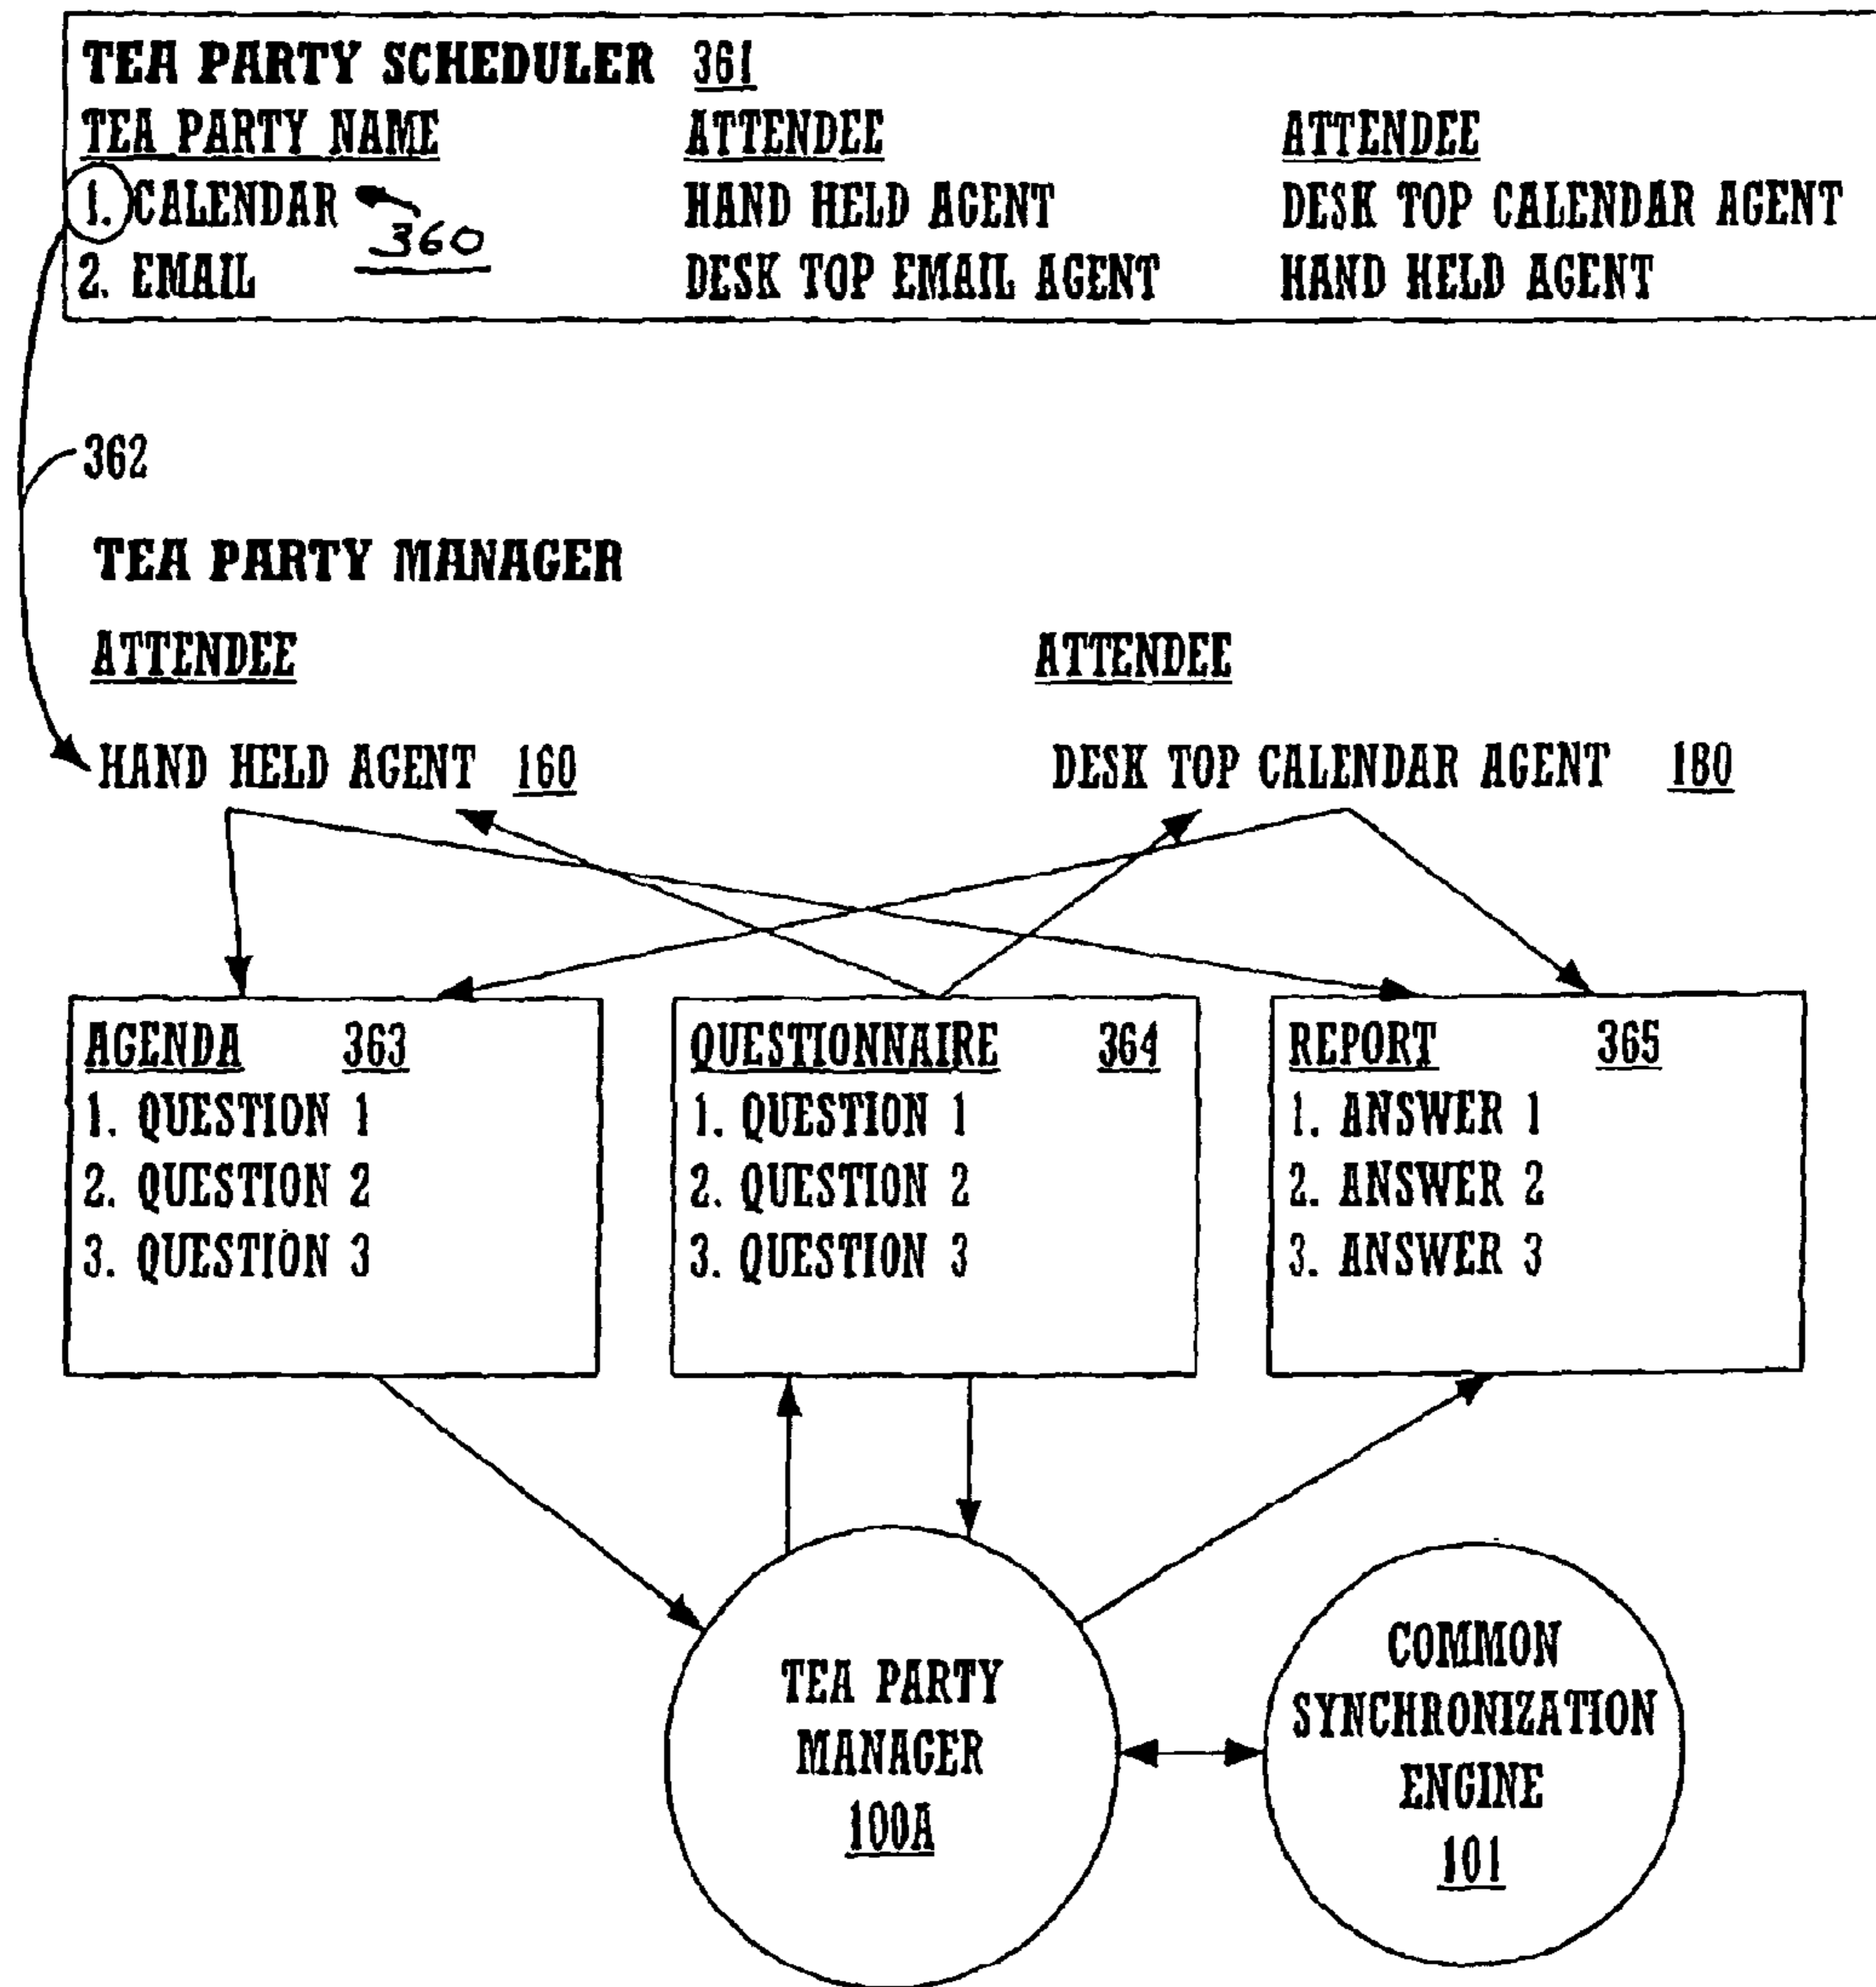 TEA PARTY SCHEDULER 361
TEA PARTY NAME ATTENDEE ATTENDEE
1. CALENDAR HAND HELD AGENT DESK TOP CALENDAR AGENT
360
2. EMAIL DESK TOP EMAIL AGENT HAND HELD AGENT
362
TEA PARTY MANAGER
ATTENDEE ATTENDEE
HAND HELD AGENT 160 DESK TOP CALENDAR AGENT 180
AGENDA 363
1. QUESTION 1
2. QUESTION 2
3. QUESTION 3
QUESTIONNAIRE 364
1. QUESTION 1
2. QUESTION 2
3. QUESTION 3
REPORT 365
1. ANSWER 1
2. ANSWER 2
3. ANSWER 3
TEA PARTY
MANAGER
100A
COMMON
SYNCHRONIZATION
ENGINE
101